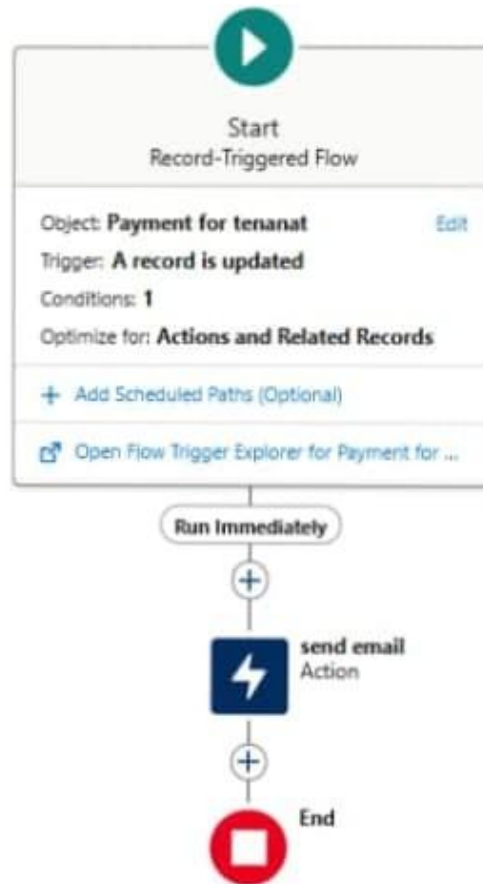 Start
Record-Triggered Flow
Object: Payment for tenanat
Edit
Trigger: A record is updated
Conditions: 1
Optimize for: Actions and Related Records
Add Scheduled Paths (Optional)
Open Flow Trigger Explorer for Payment for ...
Run Immediately
send email
Action
End